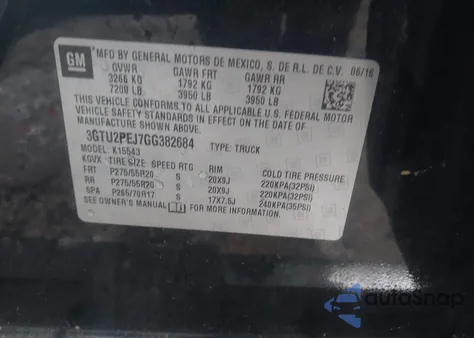 GM
MFD BY GENERAL MOTORS DE MEXICO, S. DE R.L. DE C.V. 06/16
GVWR GAWR FRT GAWR RR
3266 KG 1792 KG 1792 KG
7200 LB 3950 LB 3950 LB
THIS VEHICLE CONFORMS TO ALL APPLICABLE U.S. FEDERAL MOTOR
VEHICLE SAFETY STANDARDS IN EFFECT ON THE DATE OF
MANUFACTURE SHOWN ABOVE.
3GTU2PEJ7GG382684 TYPE: TRUCK
MODEL: K15543
KGVX TIRE SIZE SPEED RTG RIM COLD TIRE PRESSURE
FRT P275/55R20 S 20X9J 220KPA(32PSI)
RR P275/55R20 S 20X9J 220KPA(32PSI)
SPA P265/70R17 S 17X7.5J 240KPA(35PSI)
SEE OWNER'S MANUAL FOR ADDITIONAL INFORMATION.
autoSnap